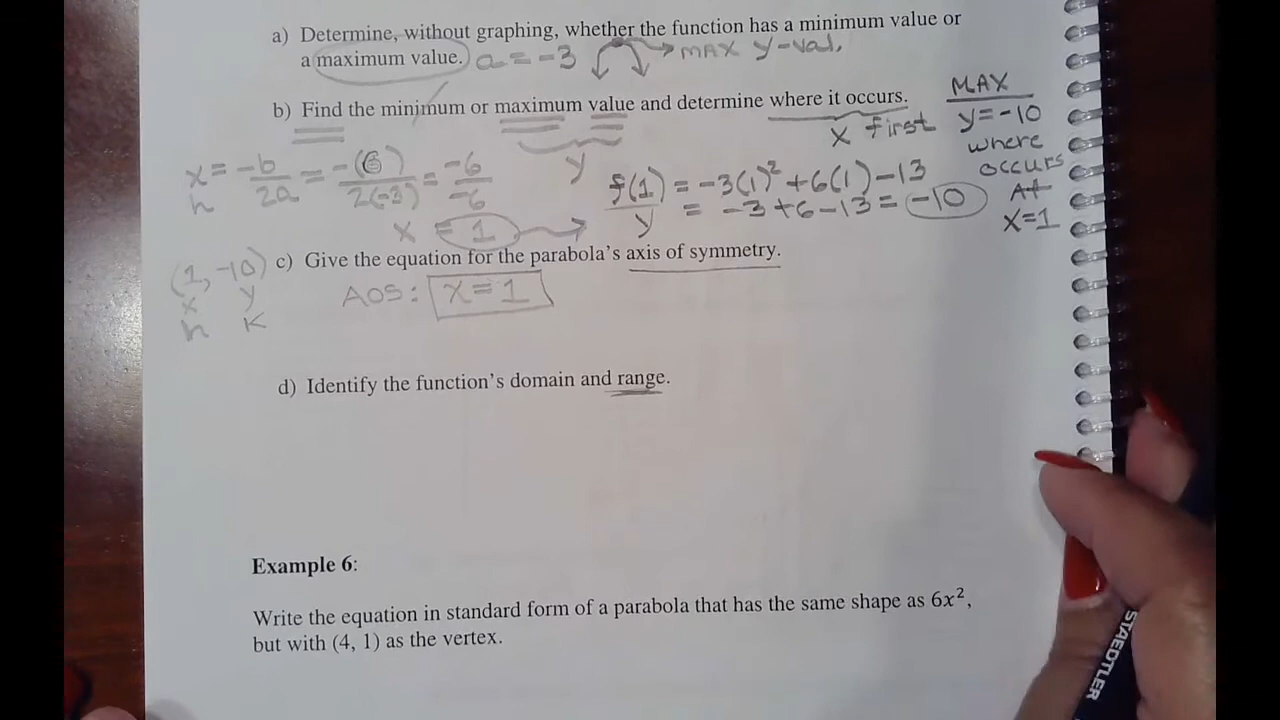 a) Determine, without graphing, whether the function has a minimum value or
a maximum value. a = -3 → MAX y-val.
b) Find the minimum or maximum value and determine where it occurs.
x first
y
MAX
y=-10
where
occurs
At
x=1
x = -b/2a = -(6)/2(-3) = -6/-6
h
x = 1 →
f(1) = -3(1)² + 6(1) - 13
y = -3 + 6 - 13 = -10
c) Give the equation for the parabola's axis of symmetry.
(1, -10)
x y
h k
AOS: x = 1
d) Identify the function's domain and range.
Example 6:
Write the equation in standard form of a parabola that has the same shape as 6x²,
but with (4, 1) as the vertex.
STAEDTLER